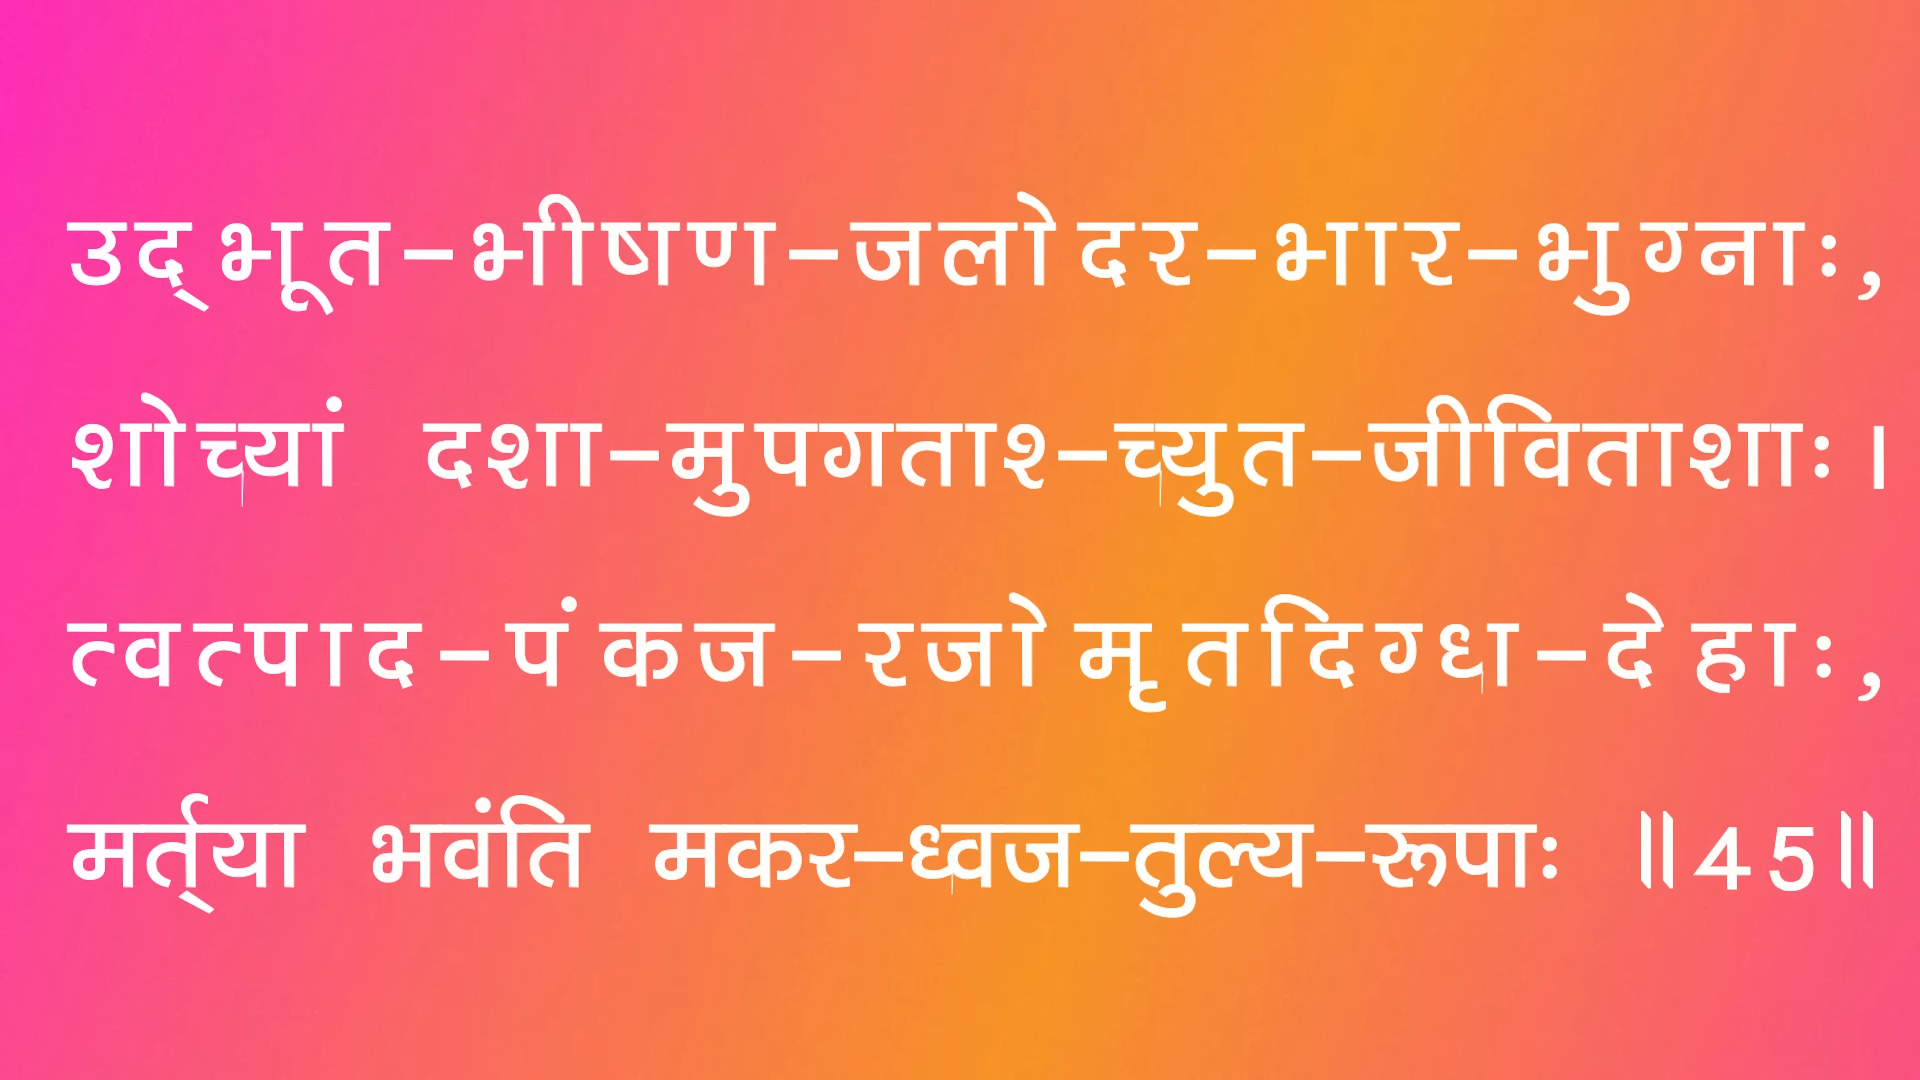 उद्‌भूत-भीषण-जलोदर-भार-भुग्नाः,
शोच्यां दशा-मुपगताश्-च्युत-जीविताशाः।
त्वत्पाद-पंकज-रजोमृतदिग्ध-देहाः,
मर्त्‌या भवंति मकर-ध्वज-तुल्य-रूपाः ॥45॥